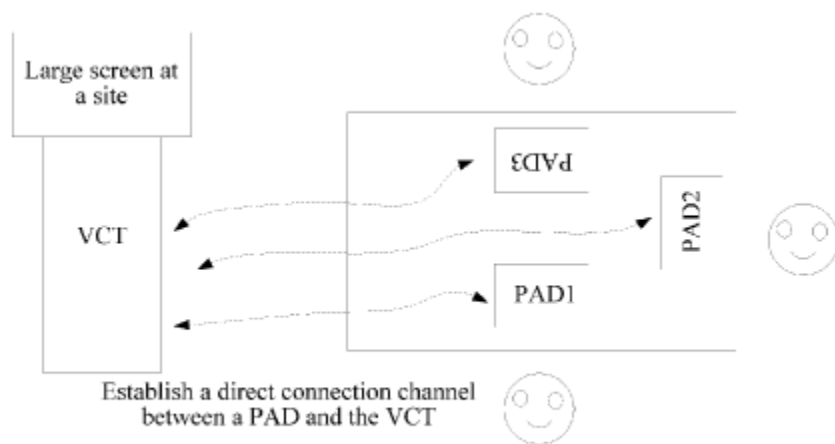 Large screen at
a site
VCT
PAD3
PAD2
PAD1
Establish a direct connection channel
between a PAD and the VCT